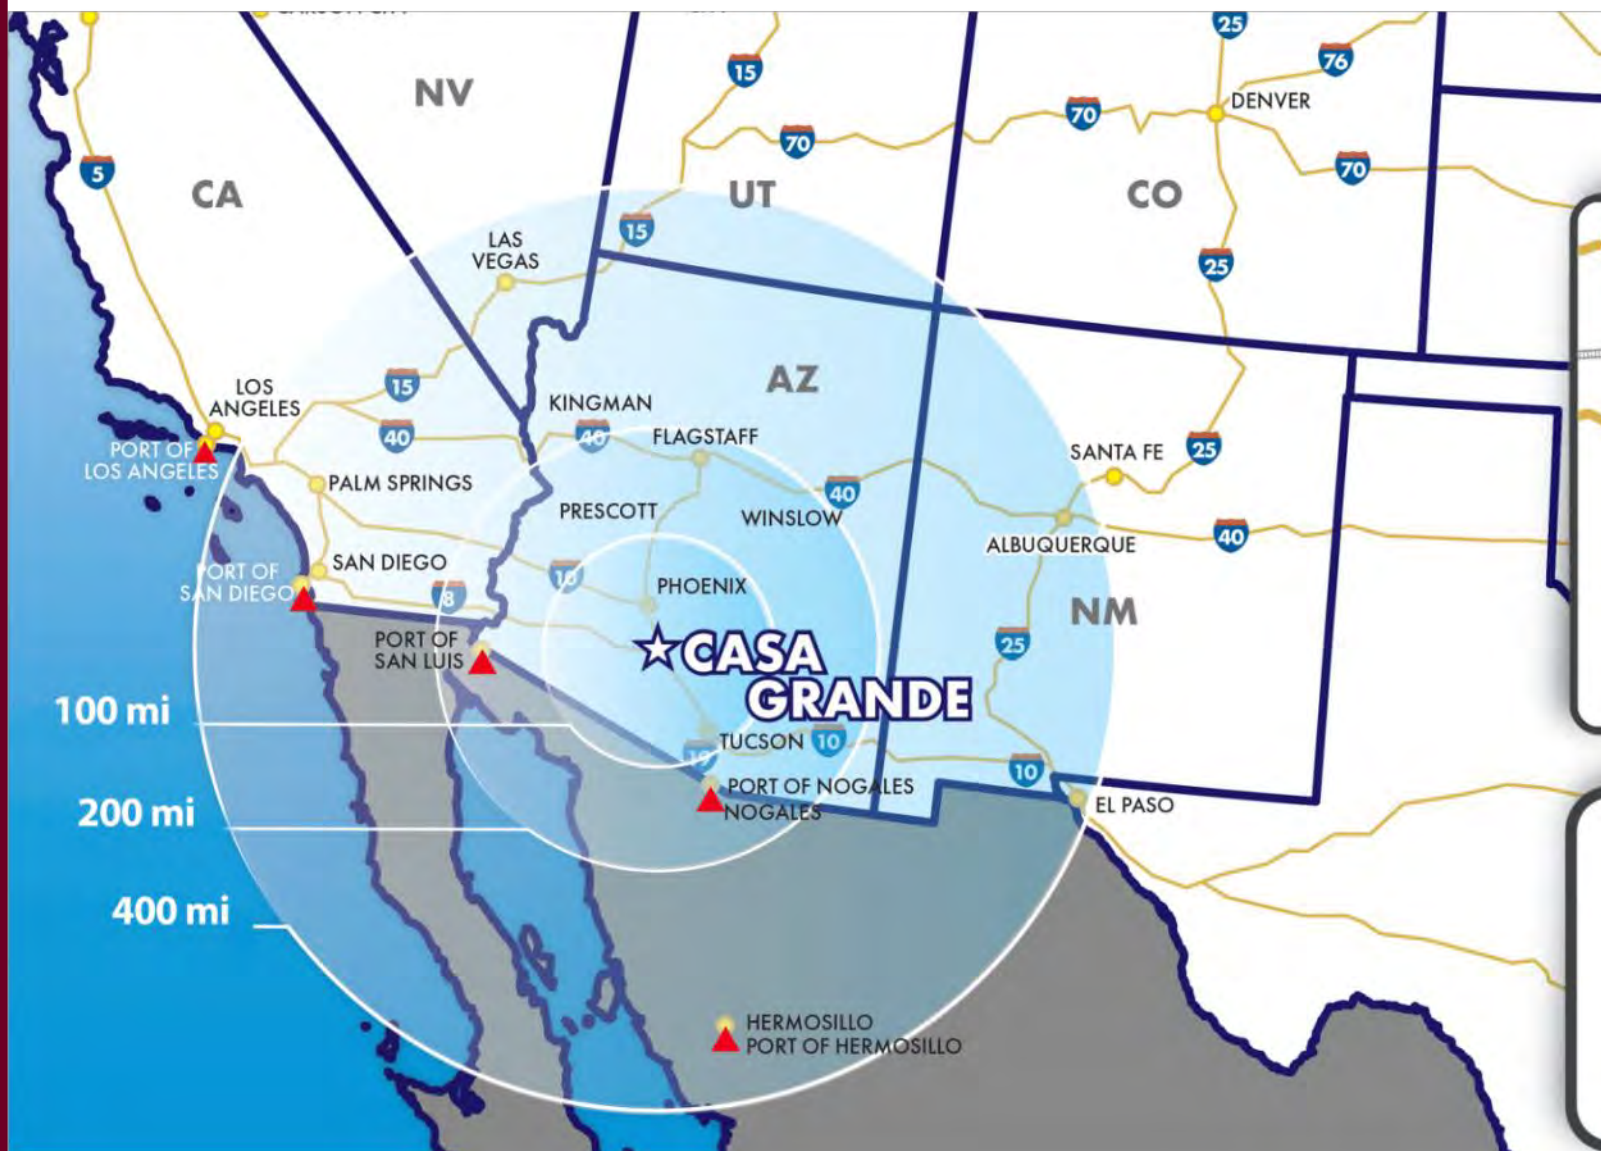 NV
15
25
76
DENVER
70
70
70
5
CA
UT
CO
15
LAS
VEGAS
25
LOS
ANGELES
15
AZ
KINGMAN
40
40
FLAGSTAFF
SANTA FE
25
PORT OF
LOS ANGELES
PALM SPRINGS
PRESCOTT
40
WINSLOW
ALBUQUERQUE
40
SAN DIEGO
PORT OF
SAN DIEGO
8
10
PHOENIX
NM
25
PORT OF
SAN LUIS
CASA
GRANDE
100 mi
TUCSON
10
19
10
PORT OF NOGALES
NOGALES
EL PASO
200 mi
400 mi
HERMOSILLO
PORT OF HERMOSILLO